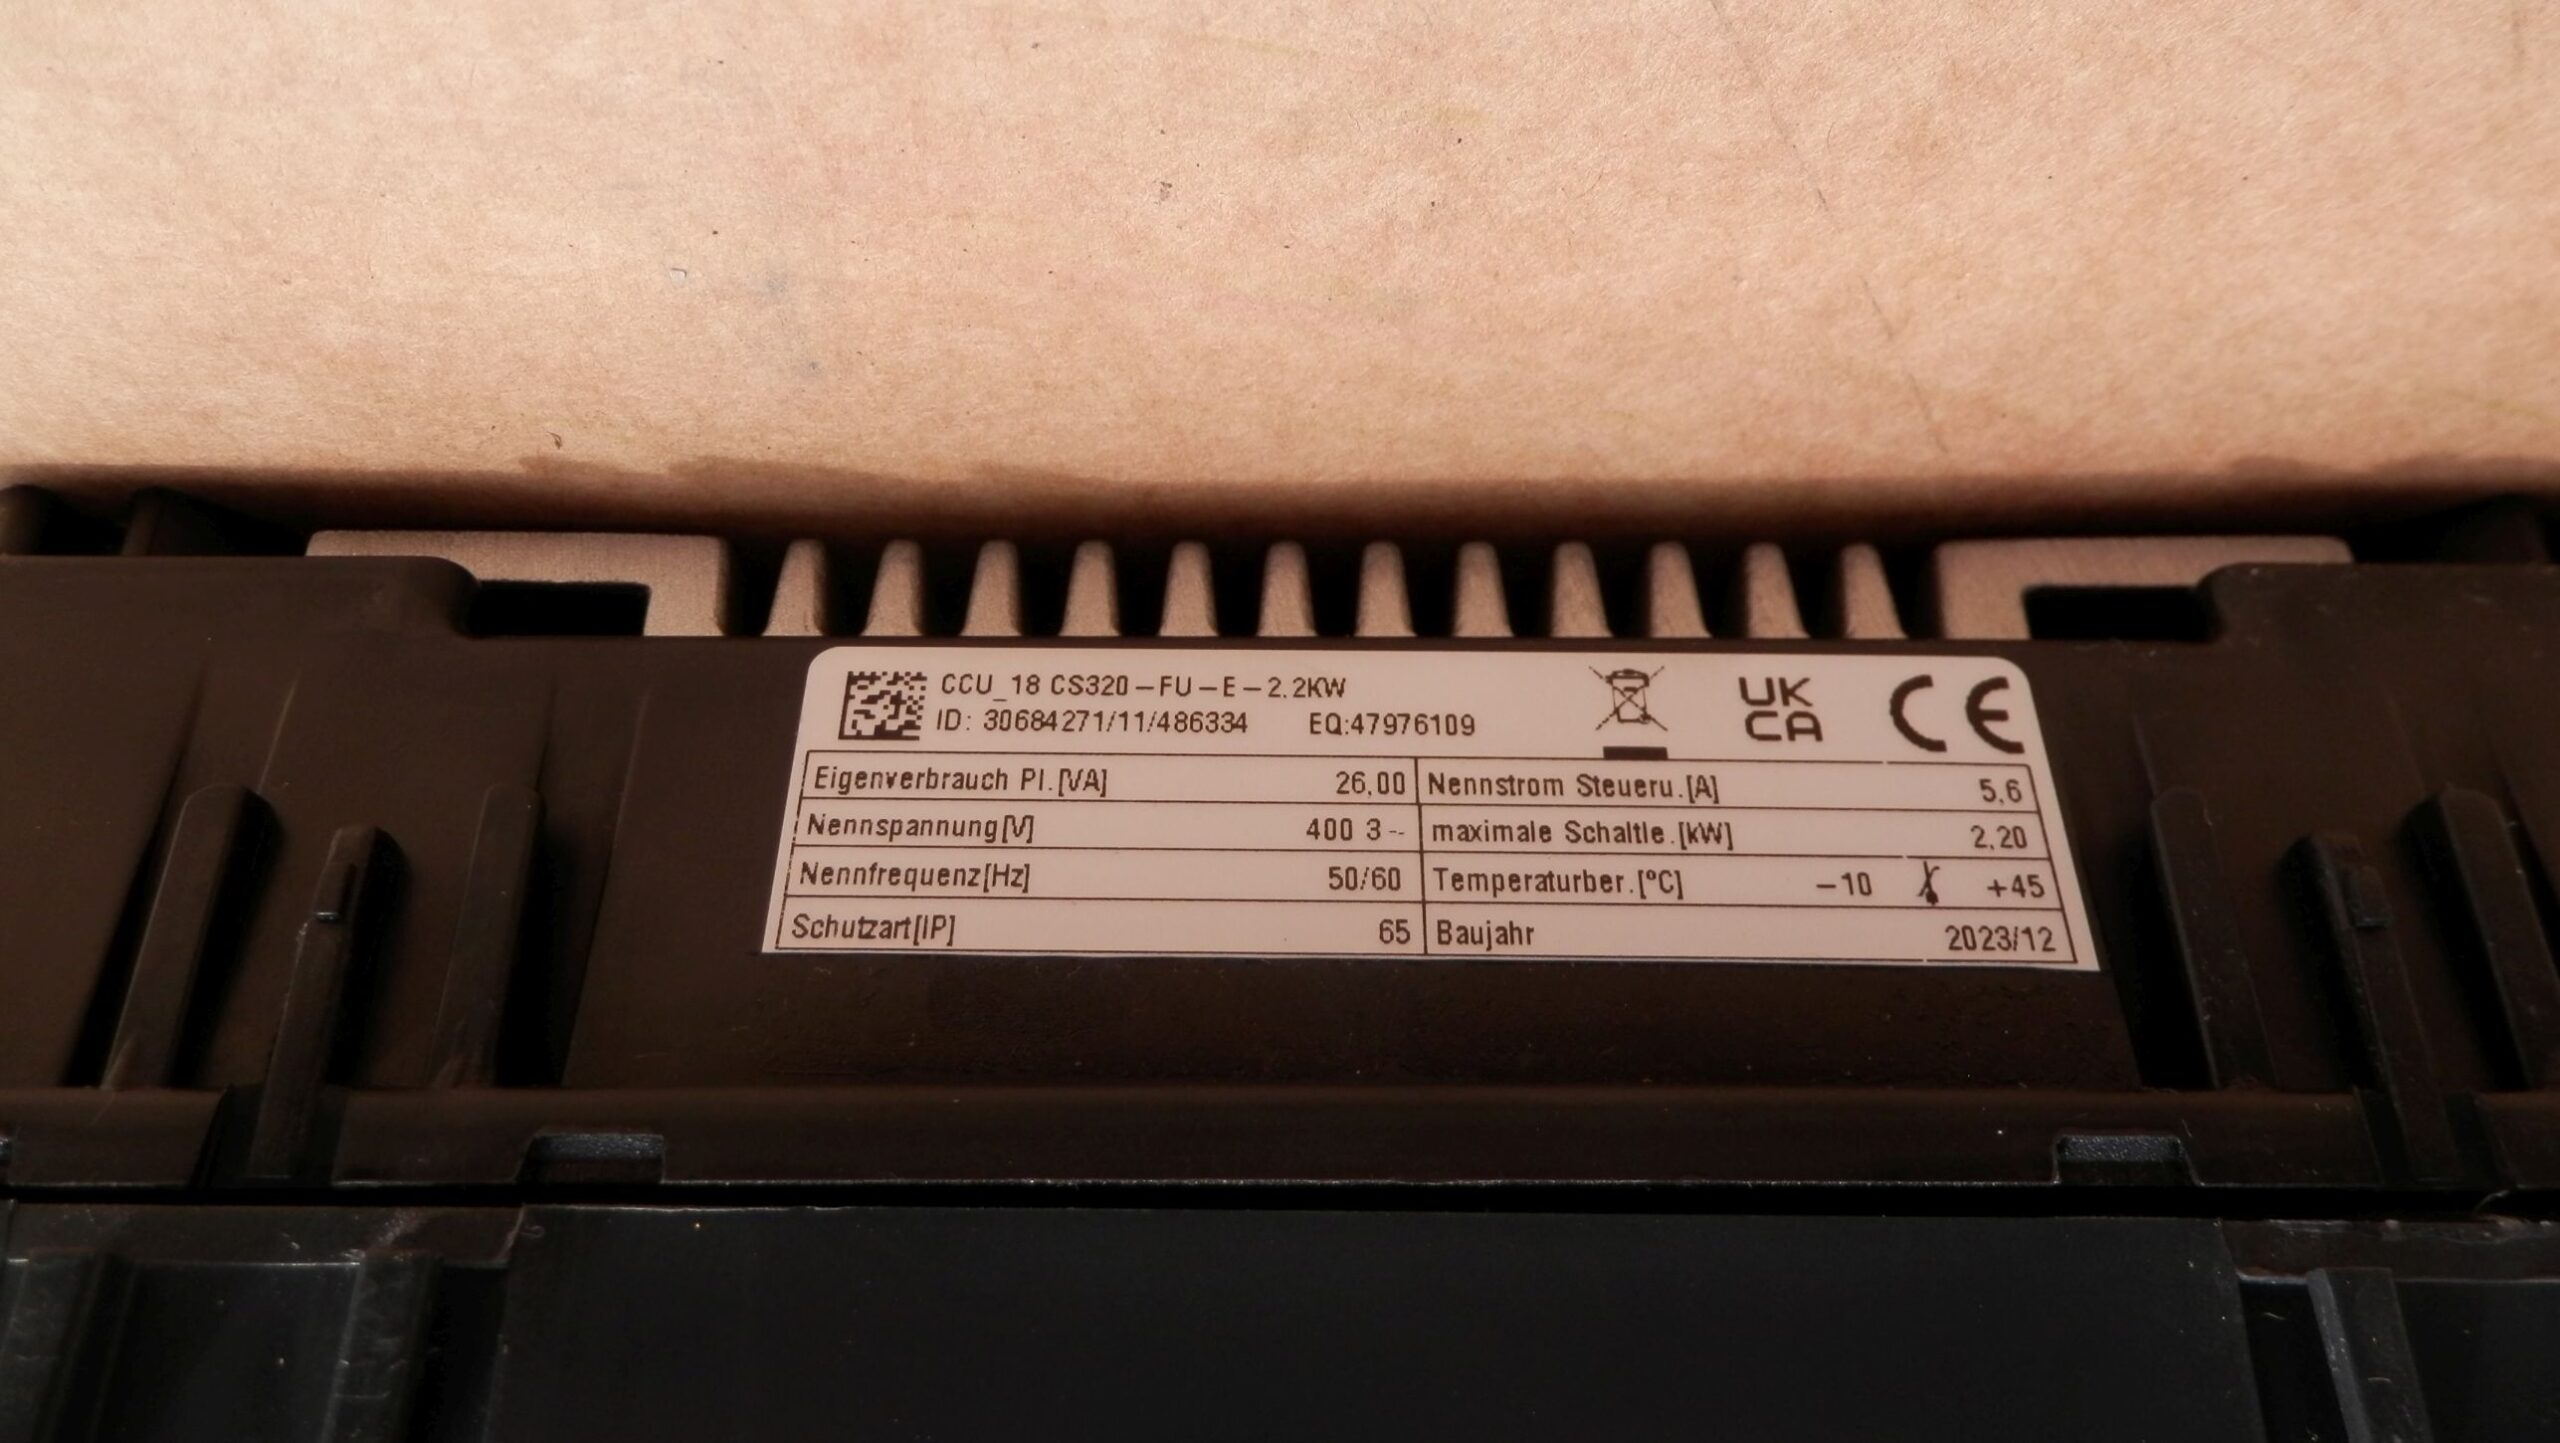 CCU_18 CS320-FU-E-2.2KW
ID: 30684271/11/486334 EQ:47976109
UK
CA
CE
Eigenverbrauch Pl.[VA] 26,00 Nennstrom Steueru.[A] 5,6
Nennspannung[V] 400 3~ maximale Schaltle.[kW] 2,20
Nennfrequenz[Hz] 50/60 Temperaturber.[°C] -10 +45
Schutzart[IP] 65 Baujahr 2023/12